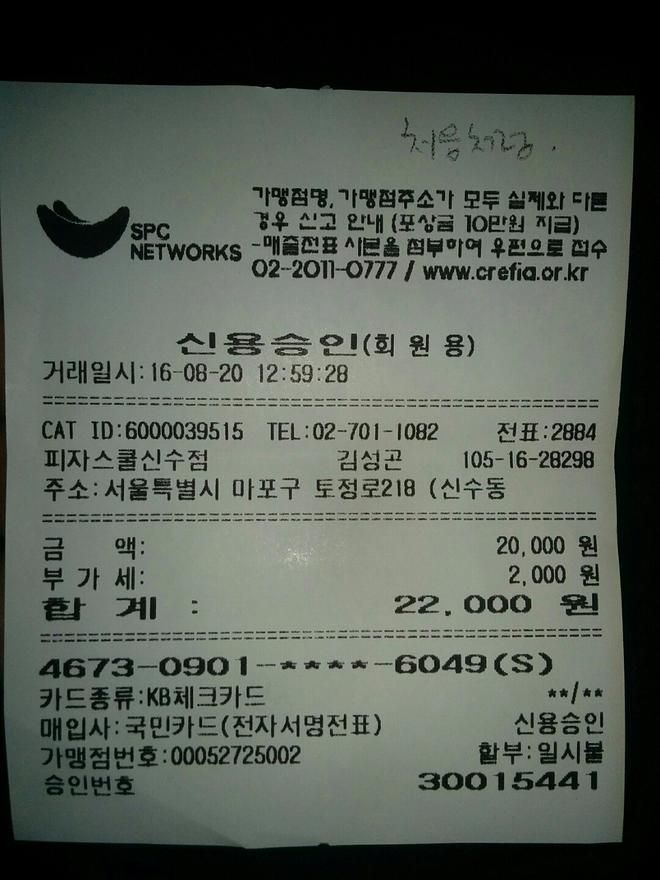 처음처럼.
가맹점명, 가맹점주소가 모두 실제와 다른
경우 신고 안내 (포상금 10만원 지급)
-매출전표 사본을 첨부하여 우편으로 접수
02-2011-0777 / www.crefia.or.kr
SPC
NETWORKS
신용승인(회 원 용)
거래일시:16-08-20 12:59:28
CAT ID:6000039515 TEL:02-701-1082 전표:2884
피자스쿨신수점 김성곤 105-16-28298
주소:서울특별시 마포구 토정로218 (신수동
금 액: 20,000 원
부 가 세: 2,000 원
합 계 : 22,000 원
4673-0901-****-6049(S)
카드종류:KB체크카드 **/**
매입사:국민카드(전자서명전표) 신용승인
가맹점번호:00052725002 할부:일시불
승인번호 30015441